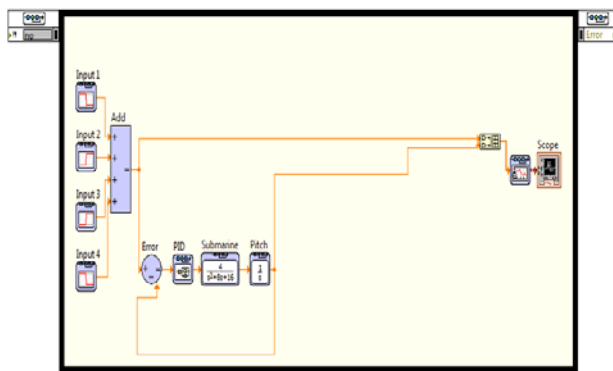 Error
Input 1
Add
Input 2
Input 3
Input 4
+
+
+
+
=
Scope
Error
PID
Submarine
Pitch
+
−
=
4
s²+8s+16
1
s